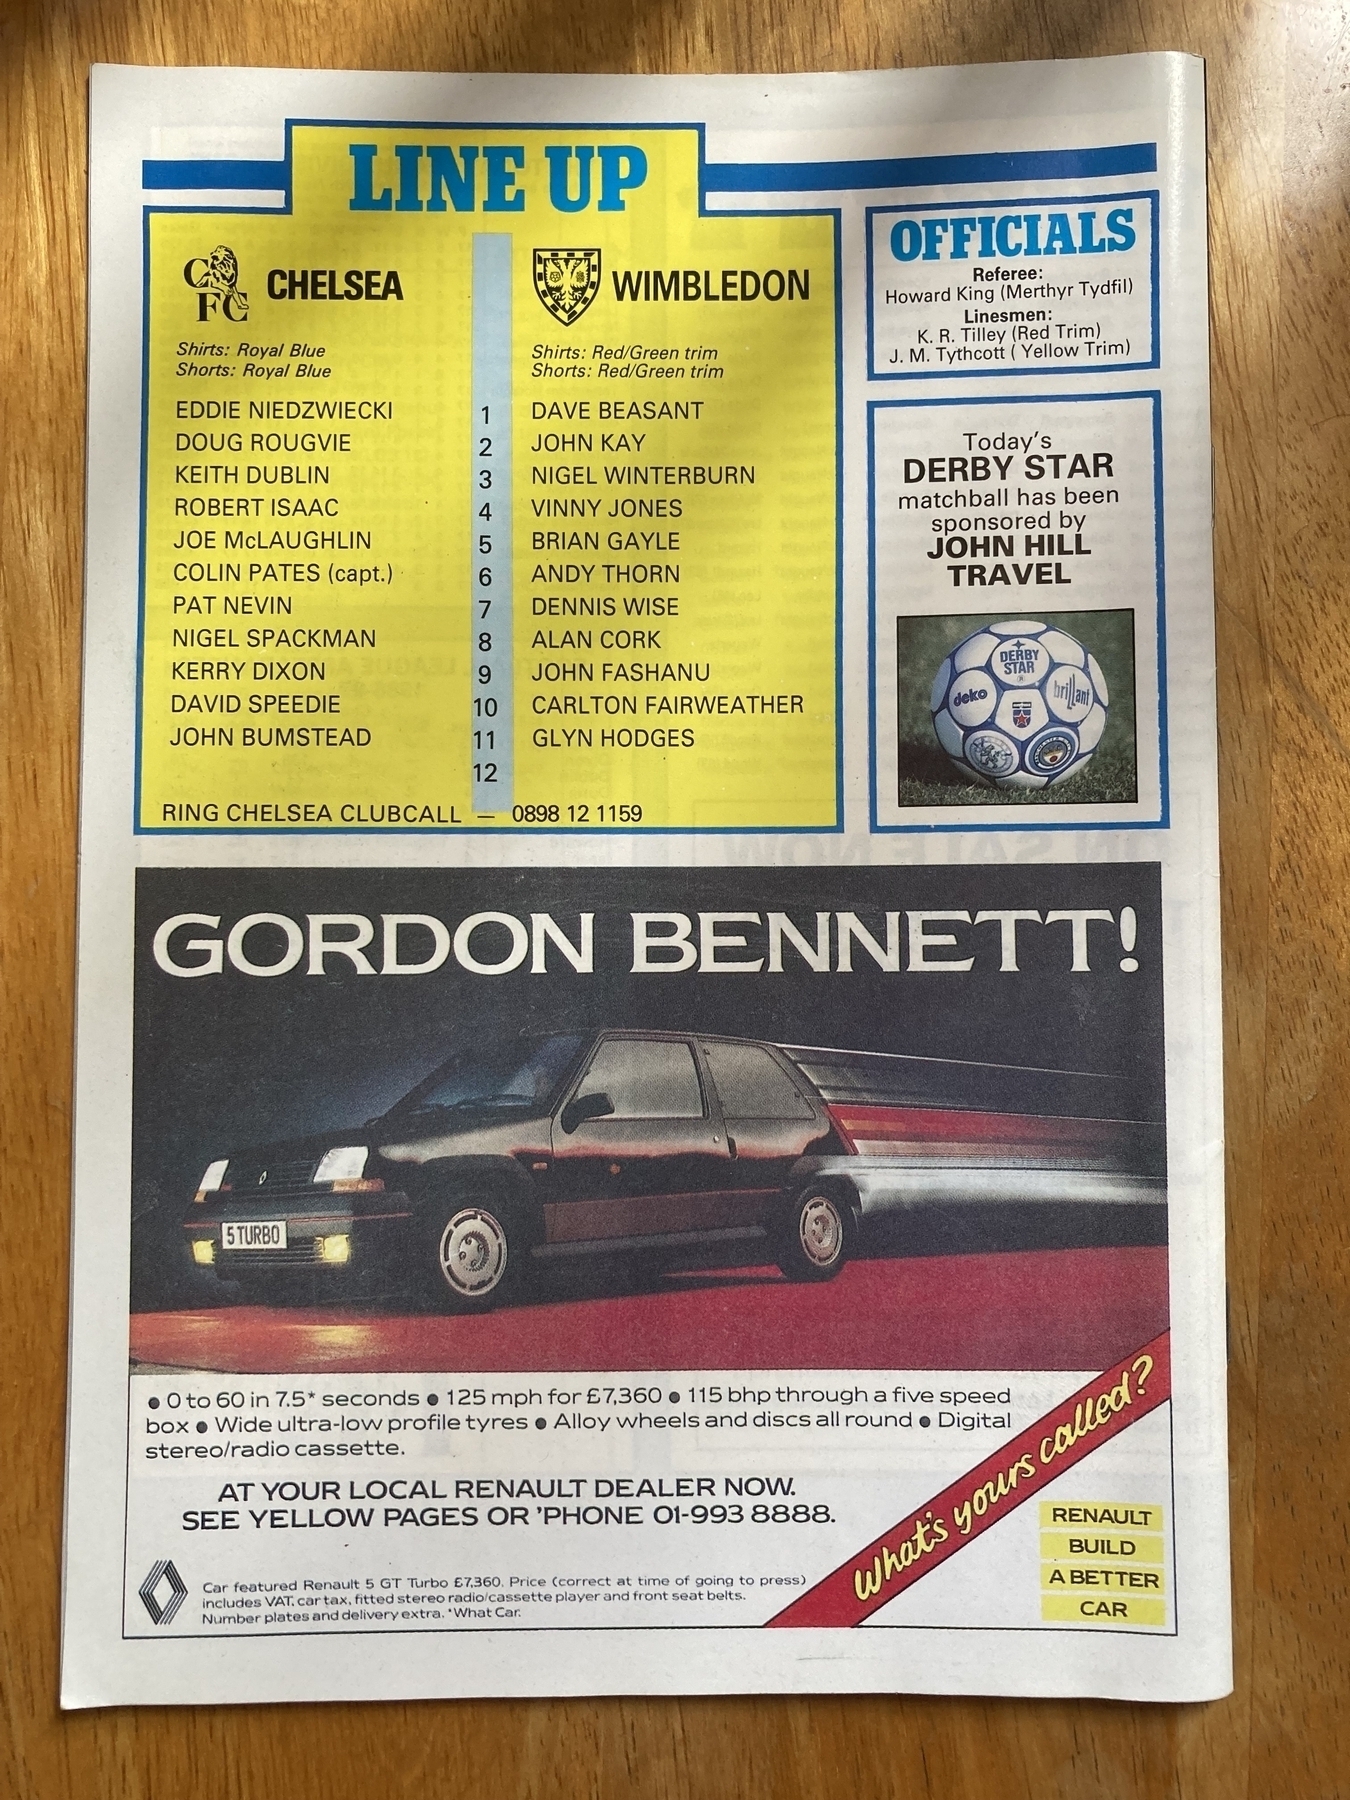 LINE UP
CFC
CHELSEA
Shirts: Royal Blue
Shorts: Royal Blue
EDDIE NIEDZWIECKI
DOUG ROUGVIE
KEITH DUBLIN
ROBERT ISAAC
JOE McLAUGHLIN
COLIN PATES (capt.)
PAT NEVIN
NIGEL SPACKMAN
KERRY DIXON
DAVID SPEEDIE
JOHN BUMSTEAD
1
2
3
4
5
6
7
8
9
10
11
12
WIMBLEDON
Shirts: Red/Green trim
Shorts: Red/Green trim
DAVE BEASANT
JOHN KAY
NIGEL WINTERBURN
VINNY JONES
BRIAN GAYLE
ANDY THORN
DENNIS WISE
ALAN CORK
JOHN FASHANU
CARLTON FAIRWEATHER
GLYN HODGES
RING CHELSEA CLUBCALL — 0898 12 1159
OFFICIALS
Referee:
Howard King (Merthyr Tydfil)
Linesmen:
K. R. Tilley (Red Trim)
J. M. Tythcott ( Yellow Trim)
Today's
DERBY STAR
matchball has been
sponsored by
JOHN HILL
TRAVEL
DERBY
STAR
deko
brillant
GORDON BENNETT!
5 TURBO
● 0 to 60 in 7.5* seconds ● 125 mph for £7,360 ● 115 bhp through a five speed
box ● Wide ultra-low profile tyres ● Alloy wheels and discs all round ● Digital
stereo/radio cassette.
AT YOUR LOCAL RENAULT DEALER NOW.
SEE YELLOW PAGES OR 'PHONE 01-993 8888.
What's yours called?
RENAULT
BUILD
A BETTER
CAR
Car featured Renault 5 GT Turbo £7,360. Price (correct at time of going to press)
includes VAT, car tax, fitted stereo radio/cassette player and front seat belts.
Number plates and delivery extra. *What Car.